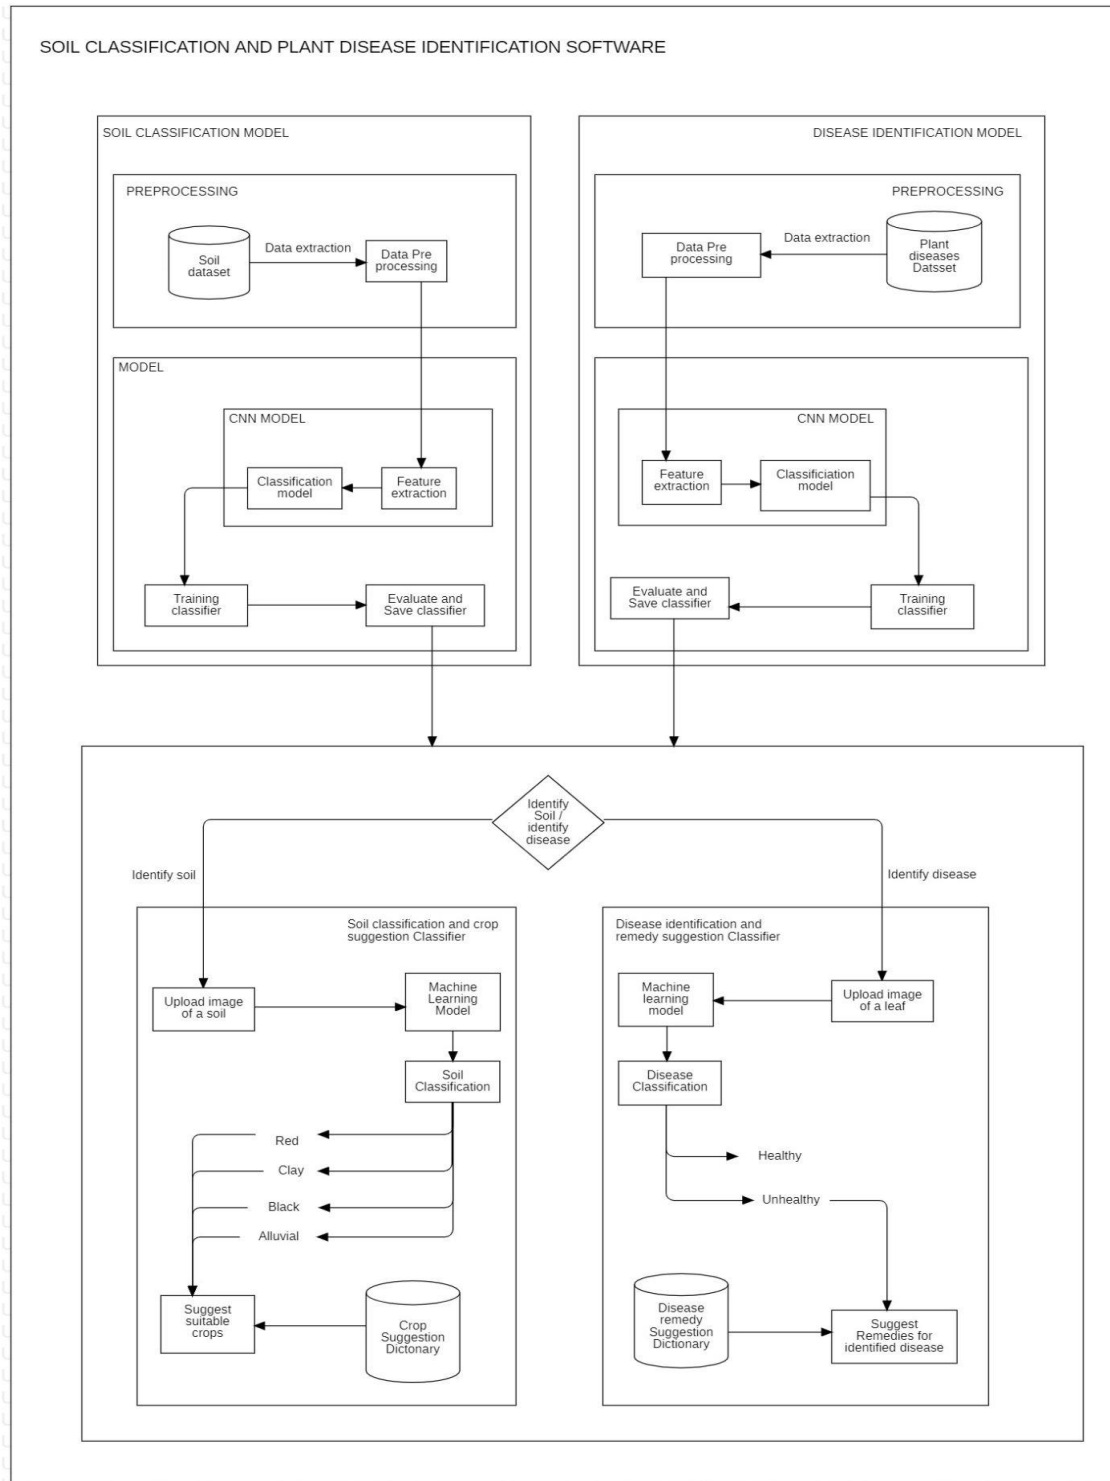 SOIL CLASSIFICATION AND PLANT DISEASE IDENTIFICATION SOFTWARE
SOIL CLASSIFICATION MODEL
PREPROCESSING
Soil
dataset
Data extraction
Data Pre
processing
MODEL
CNN MODEL
Classification
model
Feature
extraction
Training
classifier
Evaluate and
Save classifier
DISEASE IDENTIFICATION MODEL
PREPROCESSING
Data Pre
processing
Data extraction
Plant
diseases
Datsset
CNN MODEL
Feature
extraction
Classificiation
model
Evaluate and
Save classifier
Training
classifier
Identify
Soil /
identify
disease
Identify soil
Identify disease
Soil classification and crop
suggestion Classifier
Upload image
of a soil
Machine
Learning
Model
Soil
Classification
Red
Clay
Black
Alluvial
Suggest
suitable
crops
Crop
Suggestion
Dictonary
Disease identification and
remedy suggestion Classifier
Machine
learning
model
Upload image
of a leaf
Disease
Classification
Healthy
Unhealthy
Disease
remedy
Suggestion
Dictionary
Suggest
Remedies for
identified disease